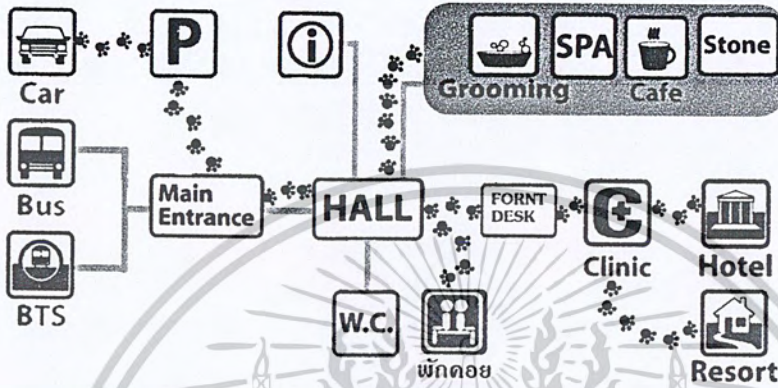 P
i
SPA
Stone
Car
Grooming
Cafe
Bus
Main
Entrance
HALL
FORNT
DESK
C
Clinic
Hotel
BTS
W.C.
พักคอย
Resort